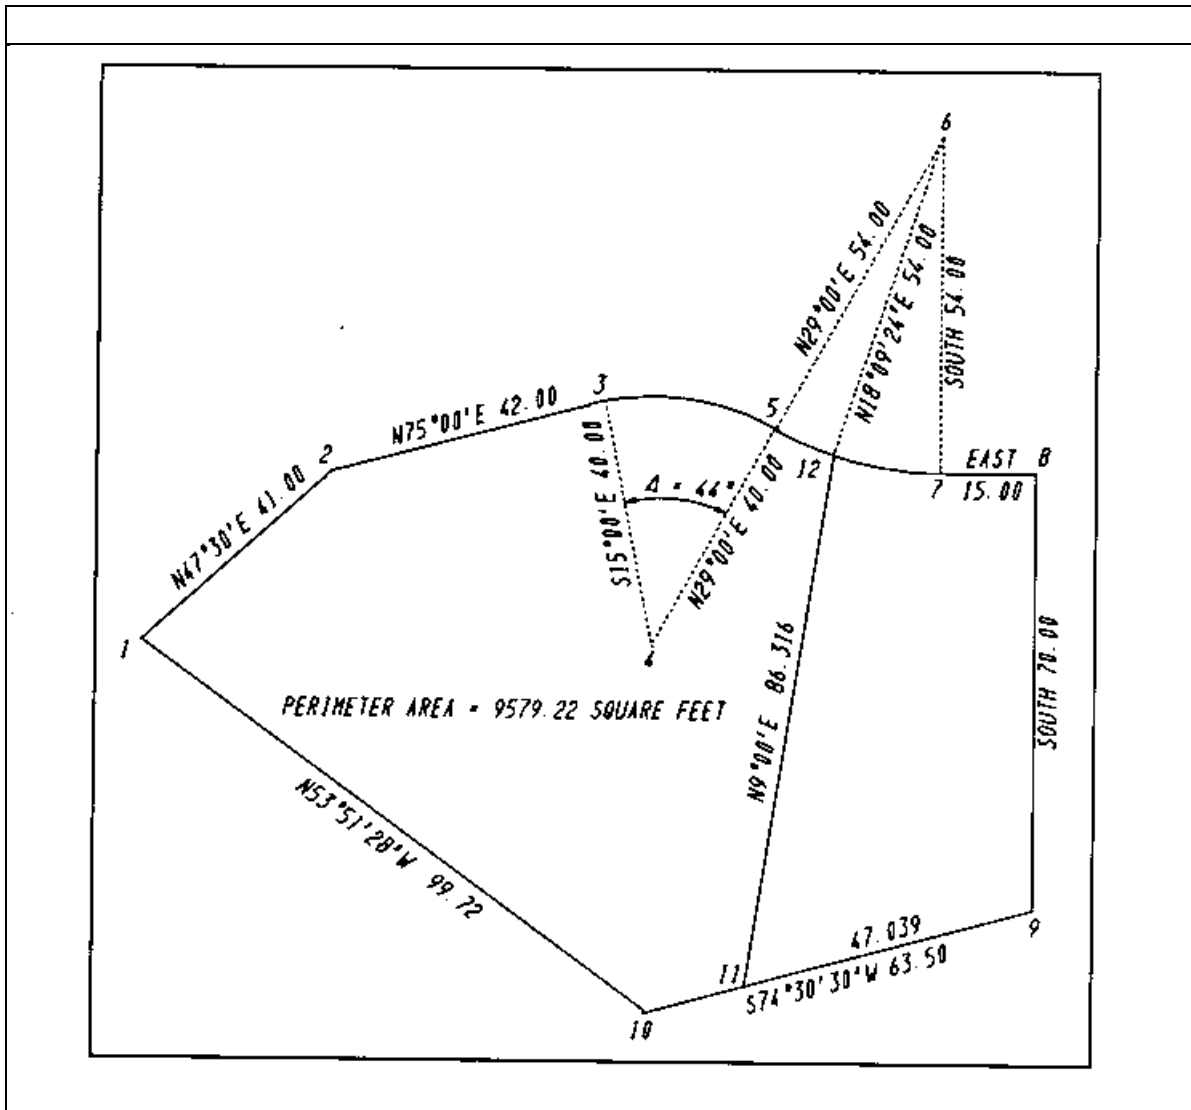 6
N29°00'E 54.00
N18°09'24"E 54.00
SOUTH 54.00
3
N75°00'E 42.00
5
2
12
EAST
8
7
15.00
N47°30'E 41.00
S15°00'E 40.00
Δ = 44°
N29°00'E 40.00
1
4
N9°00'E 86.316
SOUTH 70.00
PERIMETER AREA = 9579.22 SQUARE FEET
N53°51'28"W 99.72
47.039
9
11
S74°30'30"W 63.50
10